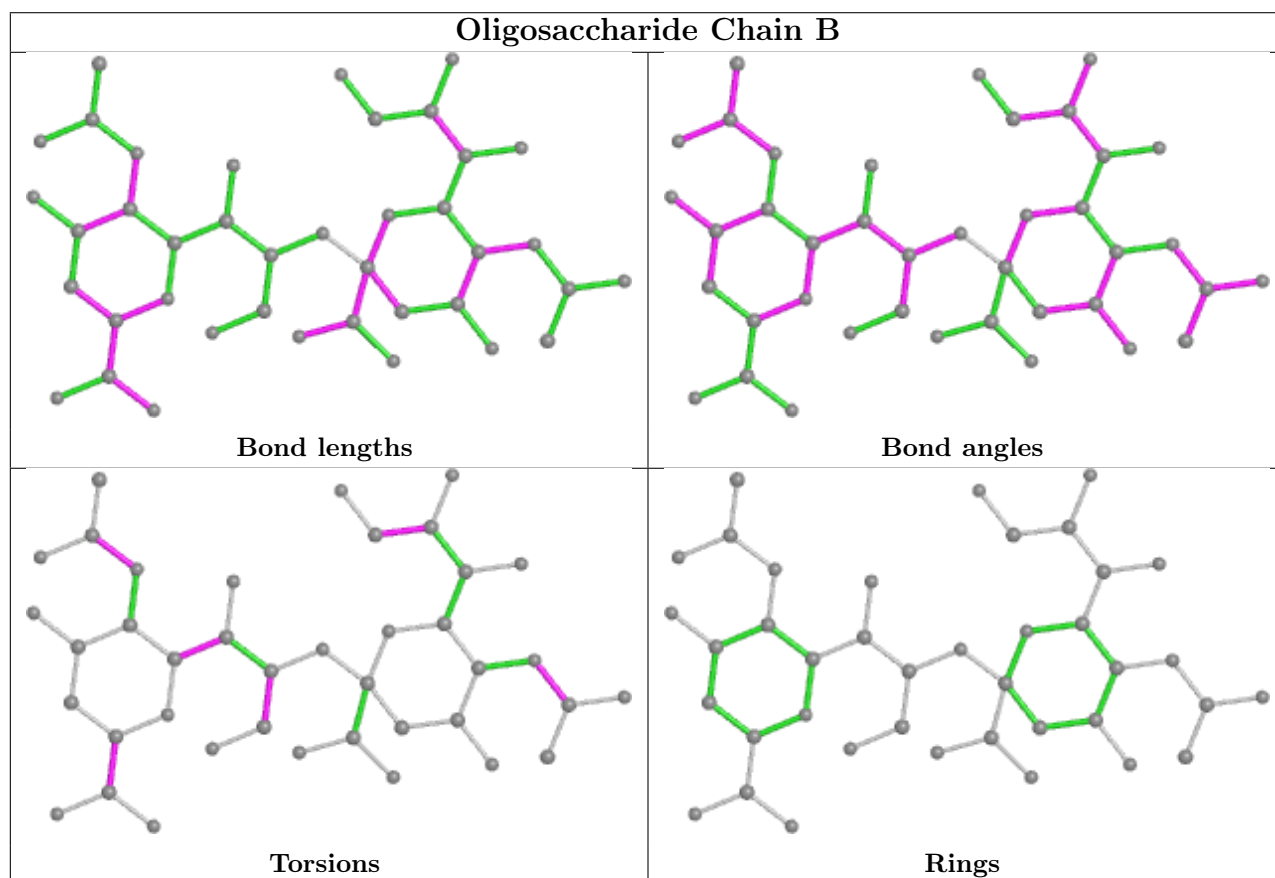 Oligosaccharide Chain B
Bond lengths
Bond angles
Torsions
Rings